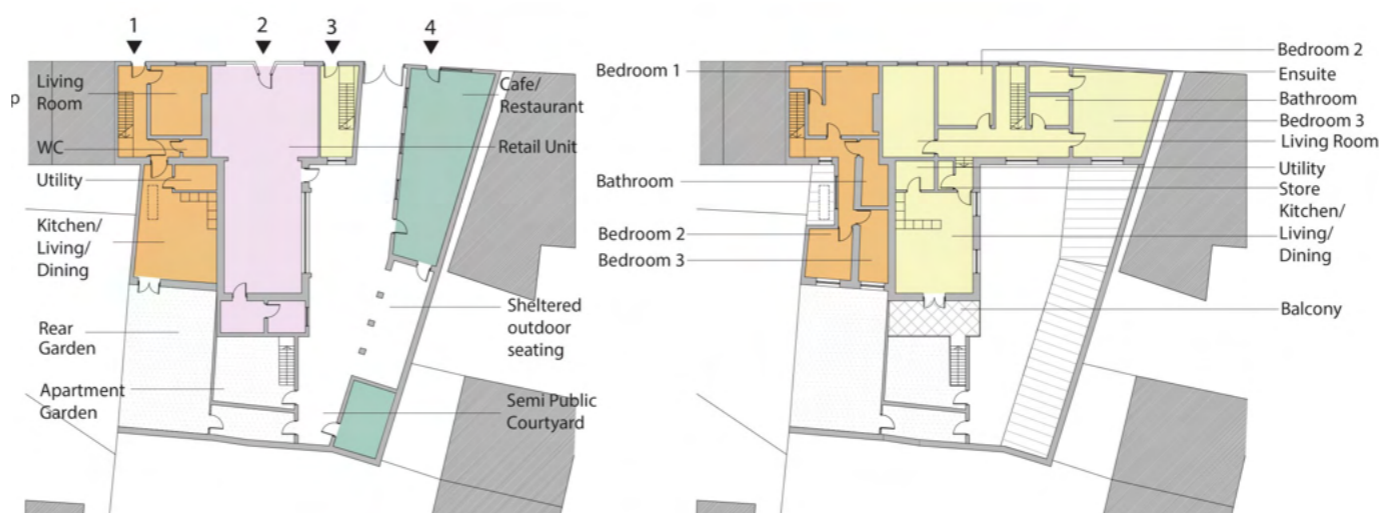 1
2
3
4
Living
Room
p
WC
Utility
Kitchen/
Living/
Dining
Rear
Garden
Apartment
Garden
Cafe/
Restaurant
Retail Unit
Sheltered
outdoor
seating
Semi Public
Courtyard
Bedroom 1
Bathroom
Bedroom 2
Bedroom 3
Bedroom 2
Ensuite
Bathroom
Bedroom 3
Living Room
Utility
Store
Kitchen/
Living/
Dining
Balcony